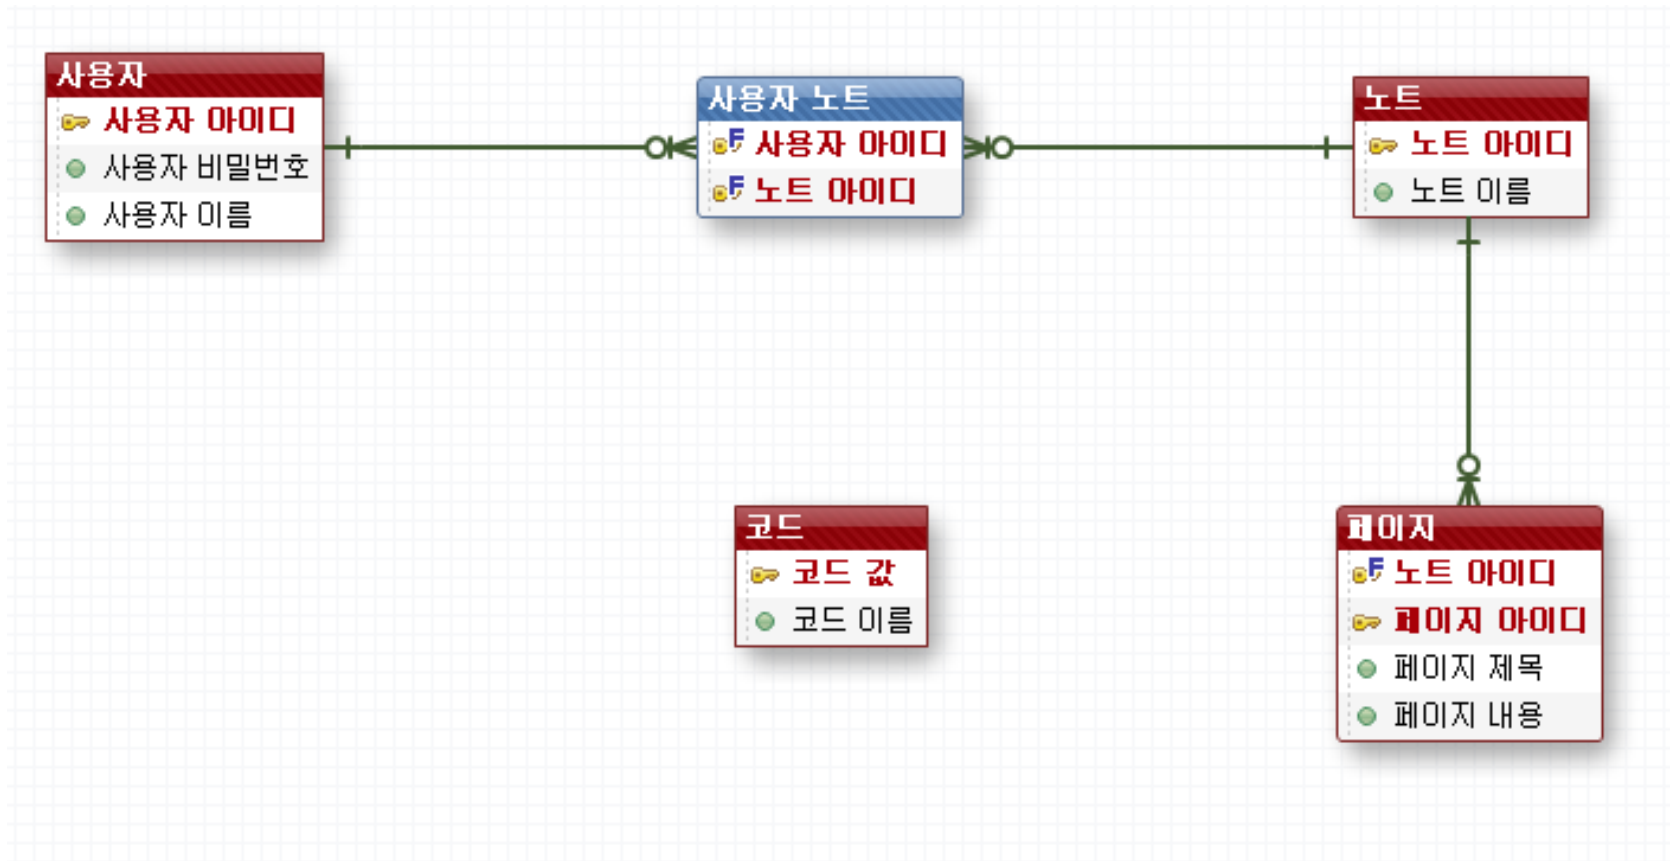 사용자
사용자 아이디
사용자 비밀번호
사용자 이름
사용자 노트
F 사용자 아이디
F 노트 아이디
노트
노트 아이디
노트 이름
코드
코드 값
코드 이름
페이지
F 노트 아이디
페이지 아이디
페이지 제목
페이지 내용